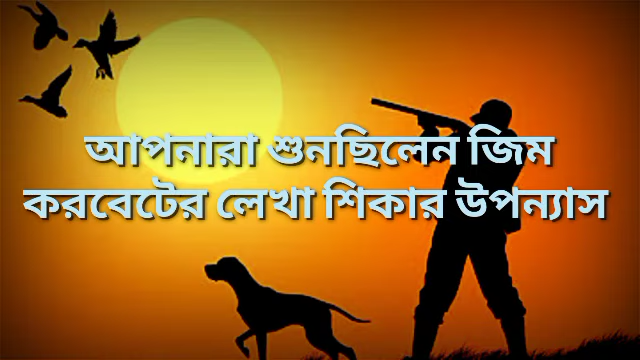 আপনারা শুনছিলেন জিম
করবেটের লেখা শিকার উপন্যাস